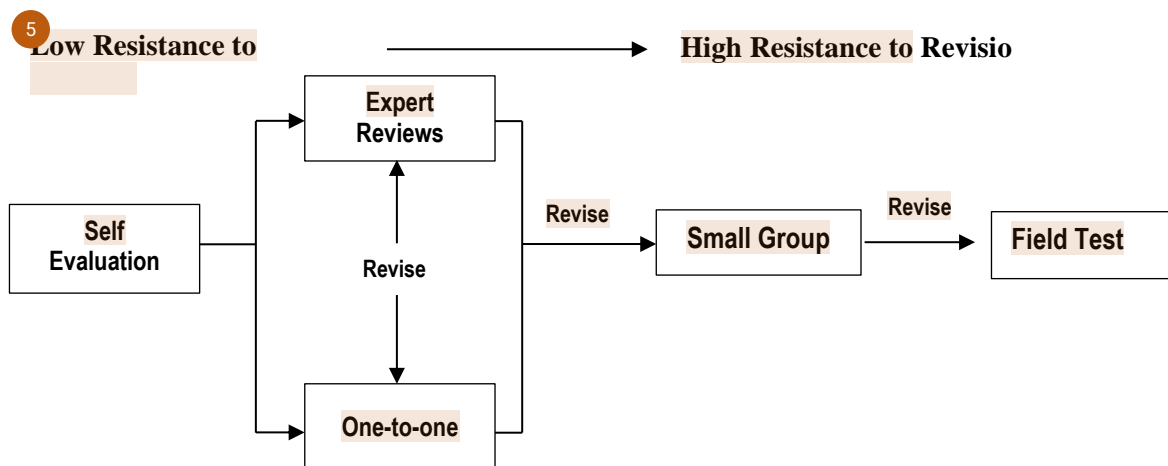 5
Low Resistance to
High Resistance to Revisio
Expert
Reviews
Self
Evaluation
Revise
One-to-one
Revise
Small Group
Revise
Field Test